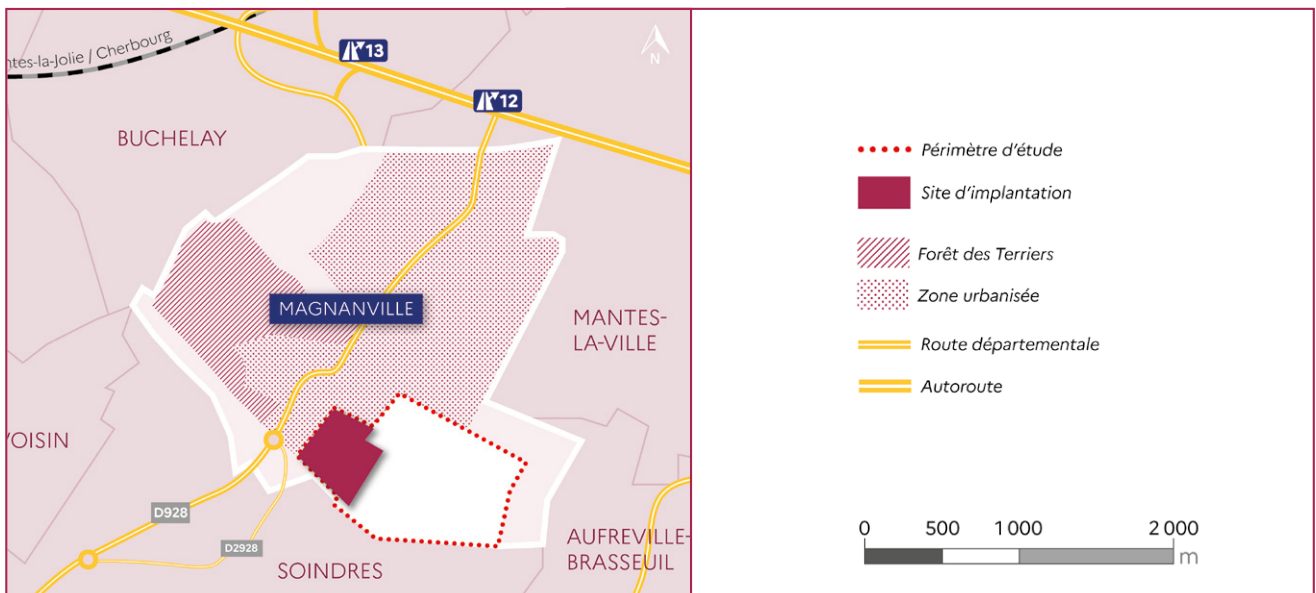 ntes-la-Jolie / Cherbourg
13
N
12
BUCHELAY
MAGNANVILLE
MANTES-
LA-VILLE
VOISIN
D928
D2928
SOINDRES
AUFREVILLE-
BRASSEUIL
Périmètre d'étude
Site d'implantation
Forêt des Terriers
Zone urbanisée
Route départementale
Autoroute
0 500 1 000 2 000
m